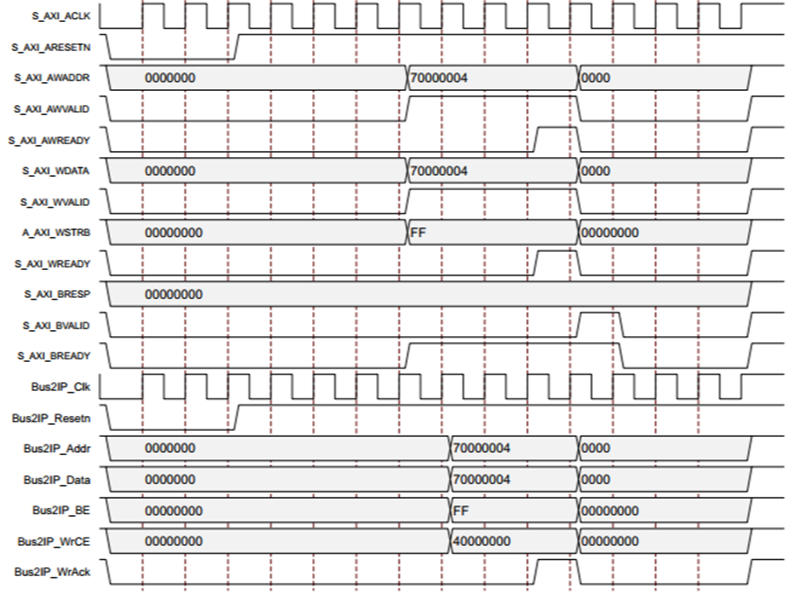 S_AXI_ACLK
S_AXI_ARESETN
S_AXI_AWADDR 0000000 70000004 0000
S_AXI_AWVALID
S_AXI_AWREADY
S_AXI_WDATA 0000000 70000004 0000
S_AXI_WVALID
A_AXI_WSTRB 00000000 FF 00000000
S_AXI_WREADY
S_AXI_BRESP 00000000
S_AXI_BVALID
S_AXI_BREADY
Bus2IP_Clk
Bus2IP_Resetn
Bus2IP_Addr 0000000 70000004 0000
Bus2IP_Data 0000000 70000004 0000
Bus2IP_BE 00000000 FF 00000000
Bus2IP_WrCE 00000000 40000000 00000000
Bus2IP_WrAck